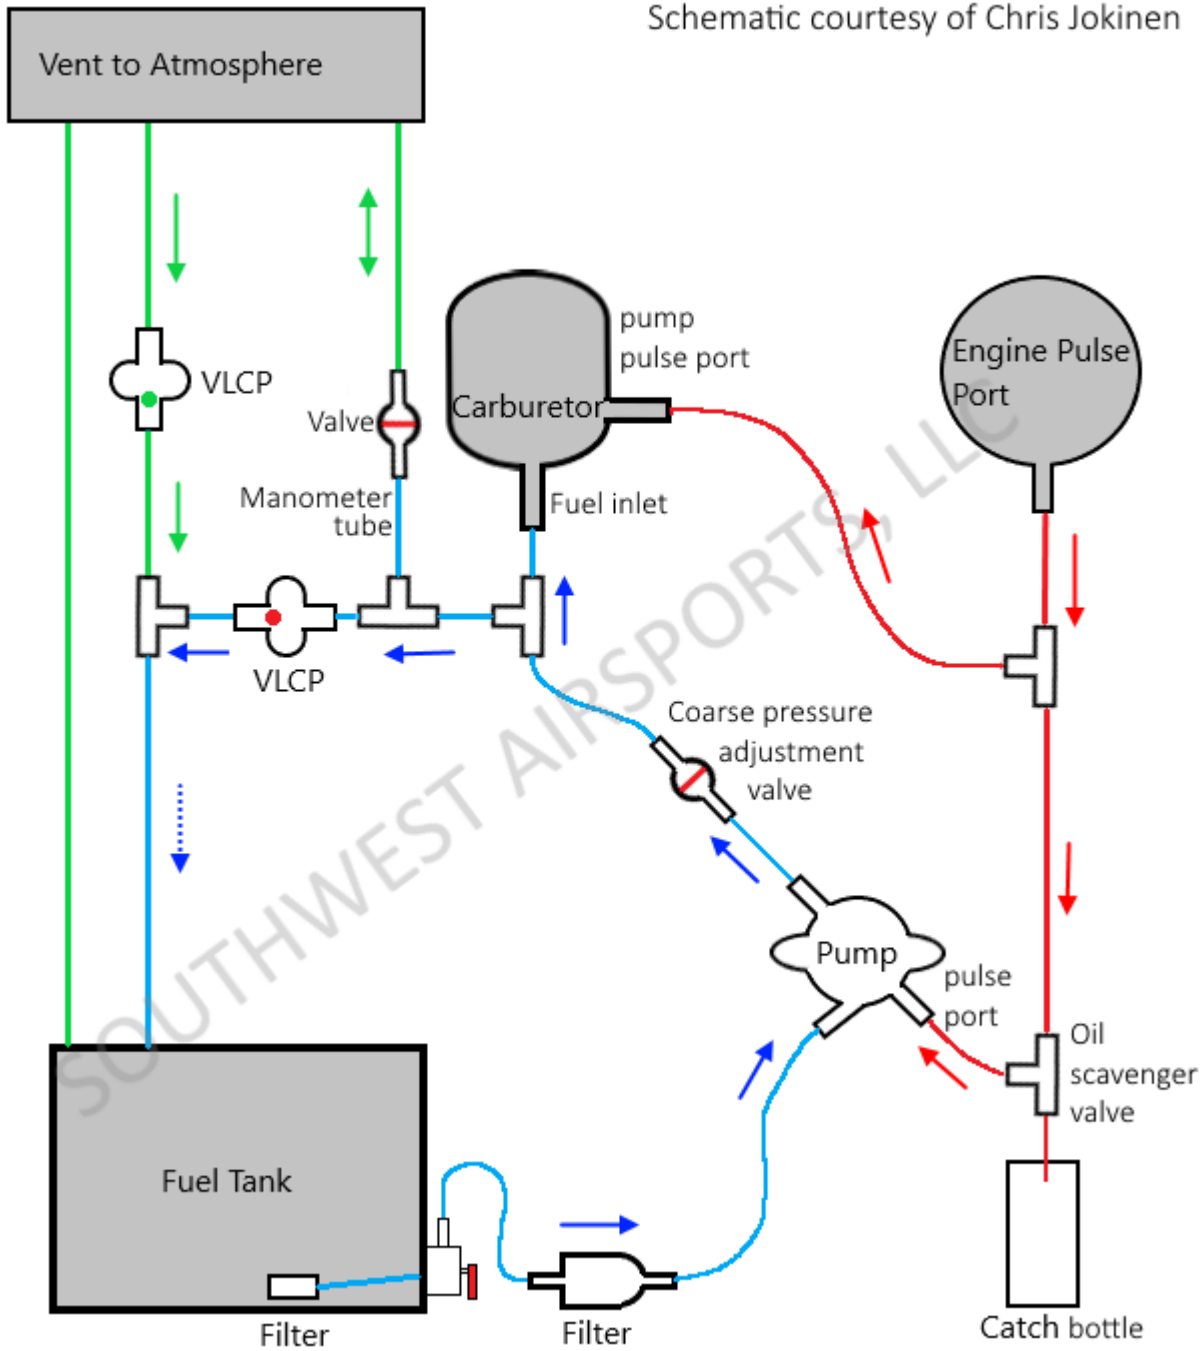 Schematic courtesy of Chris Jokinen
Vent to Atmosphere
pump
pulse port
Engine Pulse
Port
VLCP
Carburetor
Valve
Manometer
tube
Fuel inlet
VLCP
Coarse pressure
adjustment
valve
Pump
pulse
port
Oil
scavenger
valve
Fuel Tank
Filter
Filter
Catch bottle
SOUTHWEST AIRSPORTS, LLC